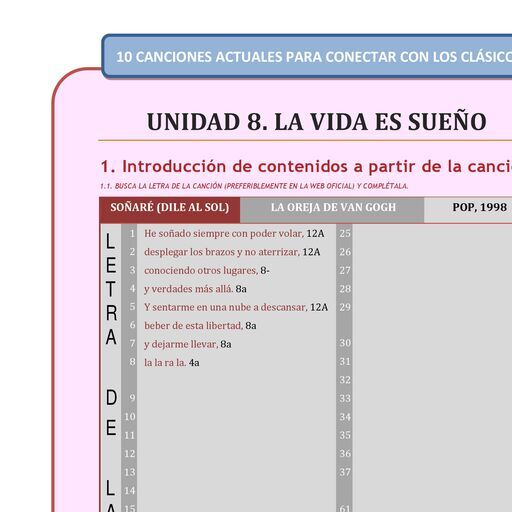 10 CANCIONES ACTUALES PARA CONECTAR CON LOS CLÁSICO
UNIDAD 8. LA VIDA ES SUEÑO
1. Introducción de contenidos a partir de la canci
1.1. BUSCA LA LETRA DE LA CANCIÓN (PREFERIBLEMENTE EN LA WEB OFICIAL) Y COMPLÉTALA.
SOÑARÉ (DILE AL SOL) LA OREJA DE VAN GOGH POP, 1998
LETRA DE LA
1 He soñado siempre con poder volar, 12A 25
2 desplegar los brazos y no aterrizar, 12A 26
3 conociendo otros lugares, 8- 27
4 y verdades más allá. 8a 28
5 Y sentarme en una nube a descansar, 12A 29
6 beber de esta libertad, 8a
7 y dejarme llevar, 8a 30
8 la la ra la. 4a 31
32
9 33
10 34
11 35
12 36
13 37
14
15 61